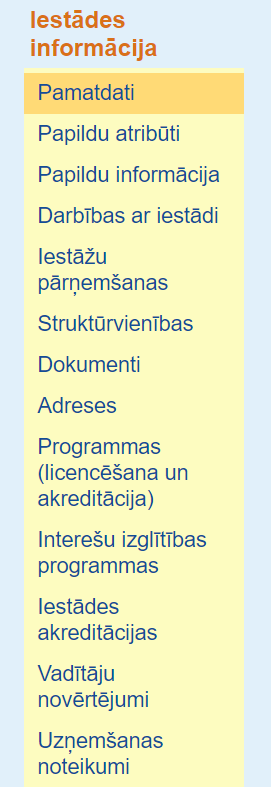 Iestādes
informācija
Pamatdati
Papildu atribūti
Papildu informācija
Darbības ar iestādi
Iestāžu
pārņemšanas
Struktūrvienības
Dokumenti
Adreses
Programmas
(licencēšana un
akreditācija)
Interešu izglītības
programmas
Iestādes
akreditācijas
Vadītāju
novērtējumi
Uzņemšanas
noteikumi